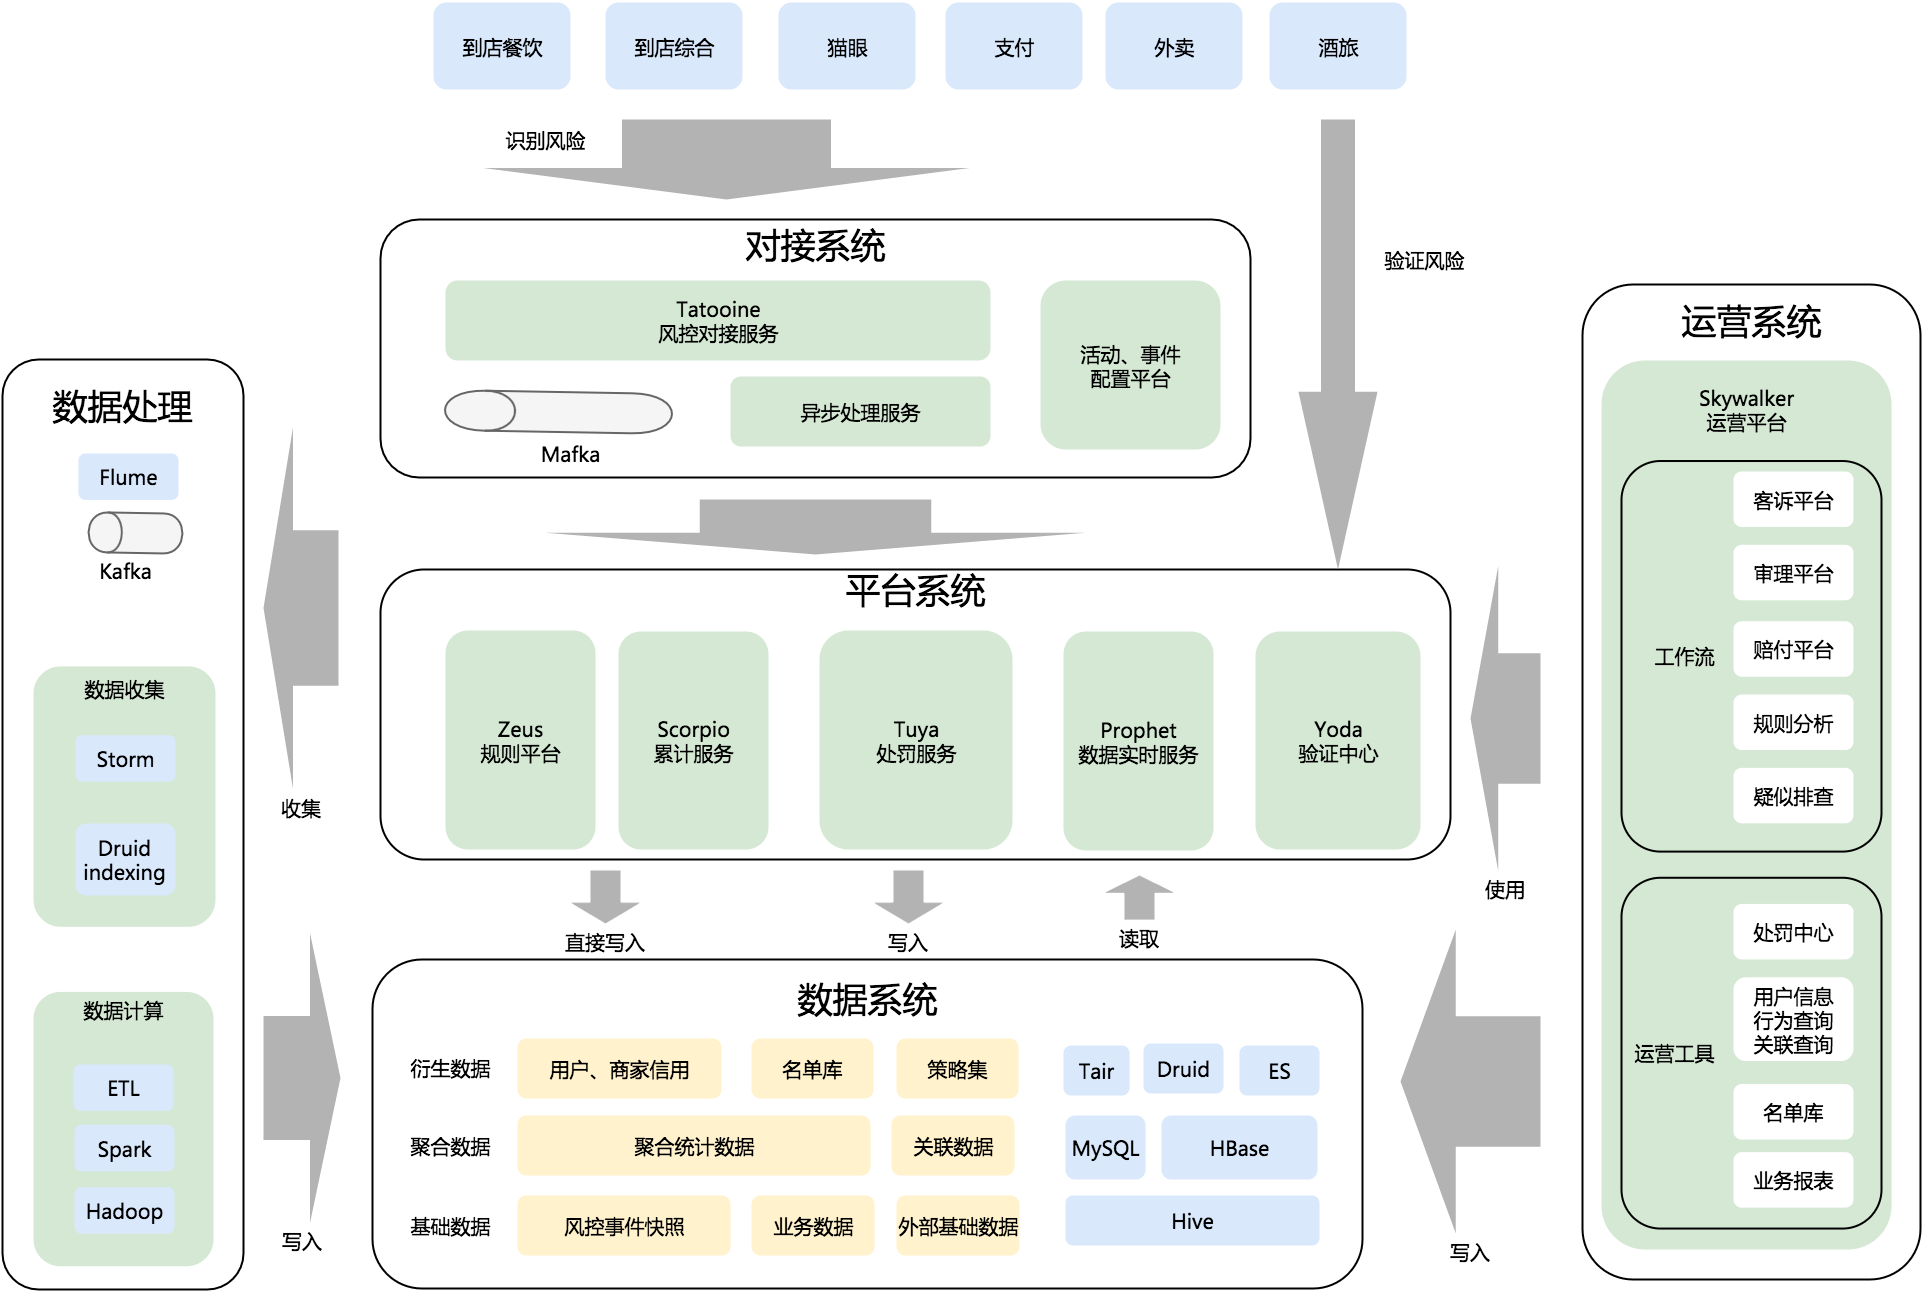 到店餐饮
到店综合
猫眼
支付
外卖
酒旅
识别风险
验证风险
对接系统
Tatooine
风控对接服务
Mafka
异步处理服务
活动、事件
配置平台
数据处理
Flume
Kafka
数据收集
Storm
Druid
indexing
数据计算
ETL
Spark
Hadoop
收集
写入
平台系统
Zeus
规则平台
Scorpio
累计服务
Tuya
处罚服务
Prophet
数据实时服务
Yoda
验证中心
直接写入
写入
读取
数据系统
衍生数据
用户、商家信用
名单库
策略集
Tair
Druid
ES
聚合数据
聚合统计数据
关联数据
MySQL
HBase
基础数据
风控事件快照
业务数据
外部基础数据
Hive
使用
写入
运营系统
Skywalker
运营平台
工作流
客诉平台
审理平台
赔付平台
规则分析
疑似排查
运营工具
处罚中心
用户信息
行为查询
关联查询
名单库
业务报表